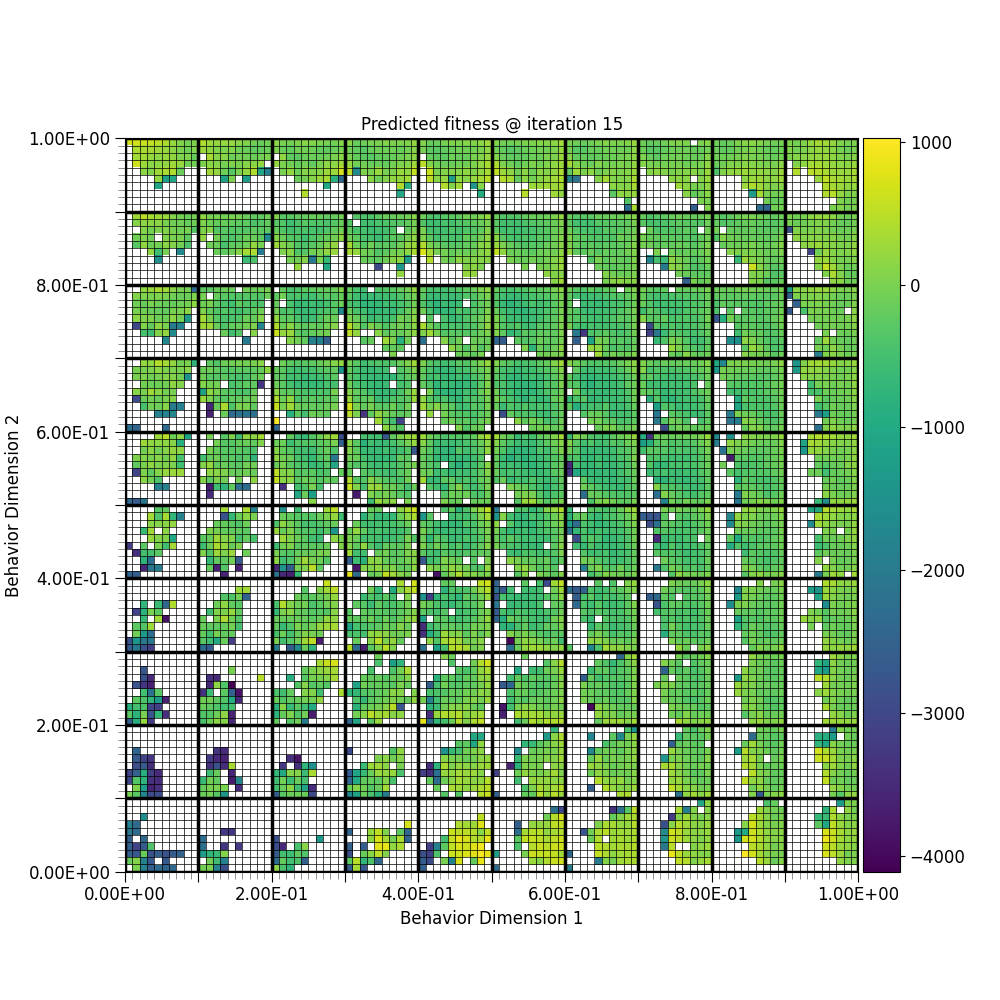 Predicted fitness @ iteration 15
1.00E+00
8.00E-01
6.00E-01
4.00E-01
2.00E-01
0.00E+00
Behavior Dimension 2
0.00E+00 2.00E-01 4.00E-01 6.00E-01 8.00E-01 1.00E+00
Behavior Dimension 1
1000
0
−1000
−2000
−3000
−4000